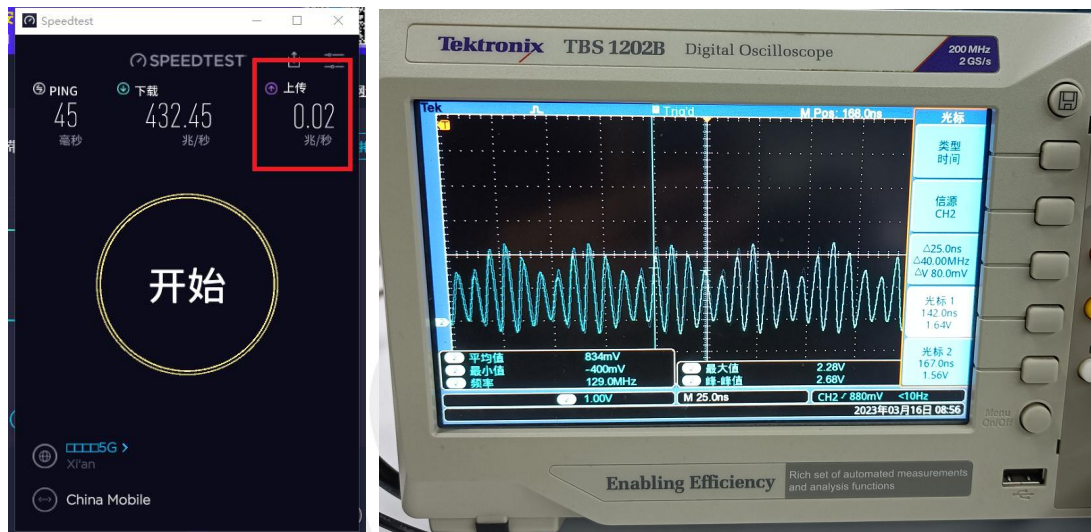 Speedtest
SPEEDTEST
PING 下载 上传
45 432.45 0.02
毫秒 兆/秒 兆/秒
开始
5G >
Xi'an
China Mobile
Tektronix TBS 1202B Digital Oscilloscope
200 MHz
2 GS/s
Tek Trig'd M Pos: 168.0ns
光标
类型
时间
信源
CH2
△25.0ns
△40.00MHz
△V 80.0mV
光标 1
142.0ns
1.64V
光标 2
167.0ns
1.56V
平均值 834mV
最小值 -400mV
频率 129.0MHz
最大值 2.28V
峰-峰值 2.68V
1.00V M 25.0ns CH2 880mV <10Hz
2023年03月16日 08:56
Menu
On/Off
Enabling Efficiency
Rich set of automated measurements
and analysis functions